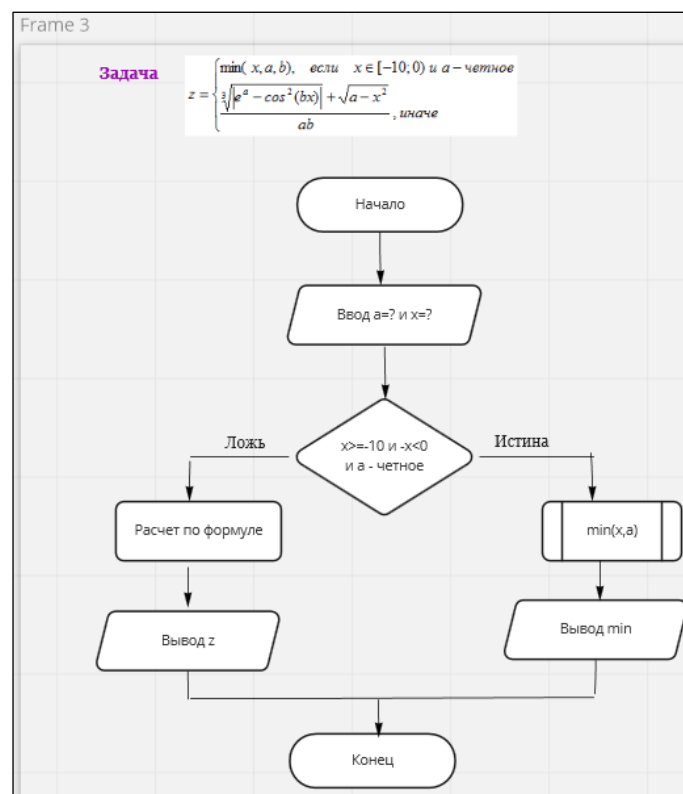 Frame 3
Задача
z = { min( x, a, b), если x ∈ [−10; 0) и a − четное
∛|e^a − cos²(bx)| + √(a − x²)
ab
, иначе
Начало
Ввод a=? и x=?
x>=-10 и -x<0
и a - четное
Ложь
Истина
Расчет по формуле
min(x,a)
Вывод z
Вывод min
Конец